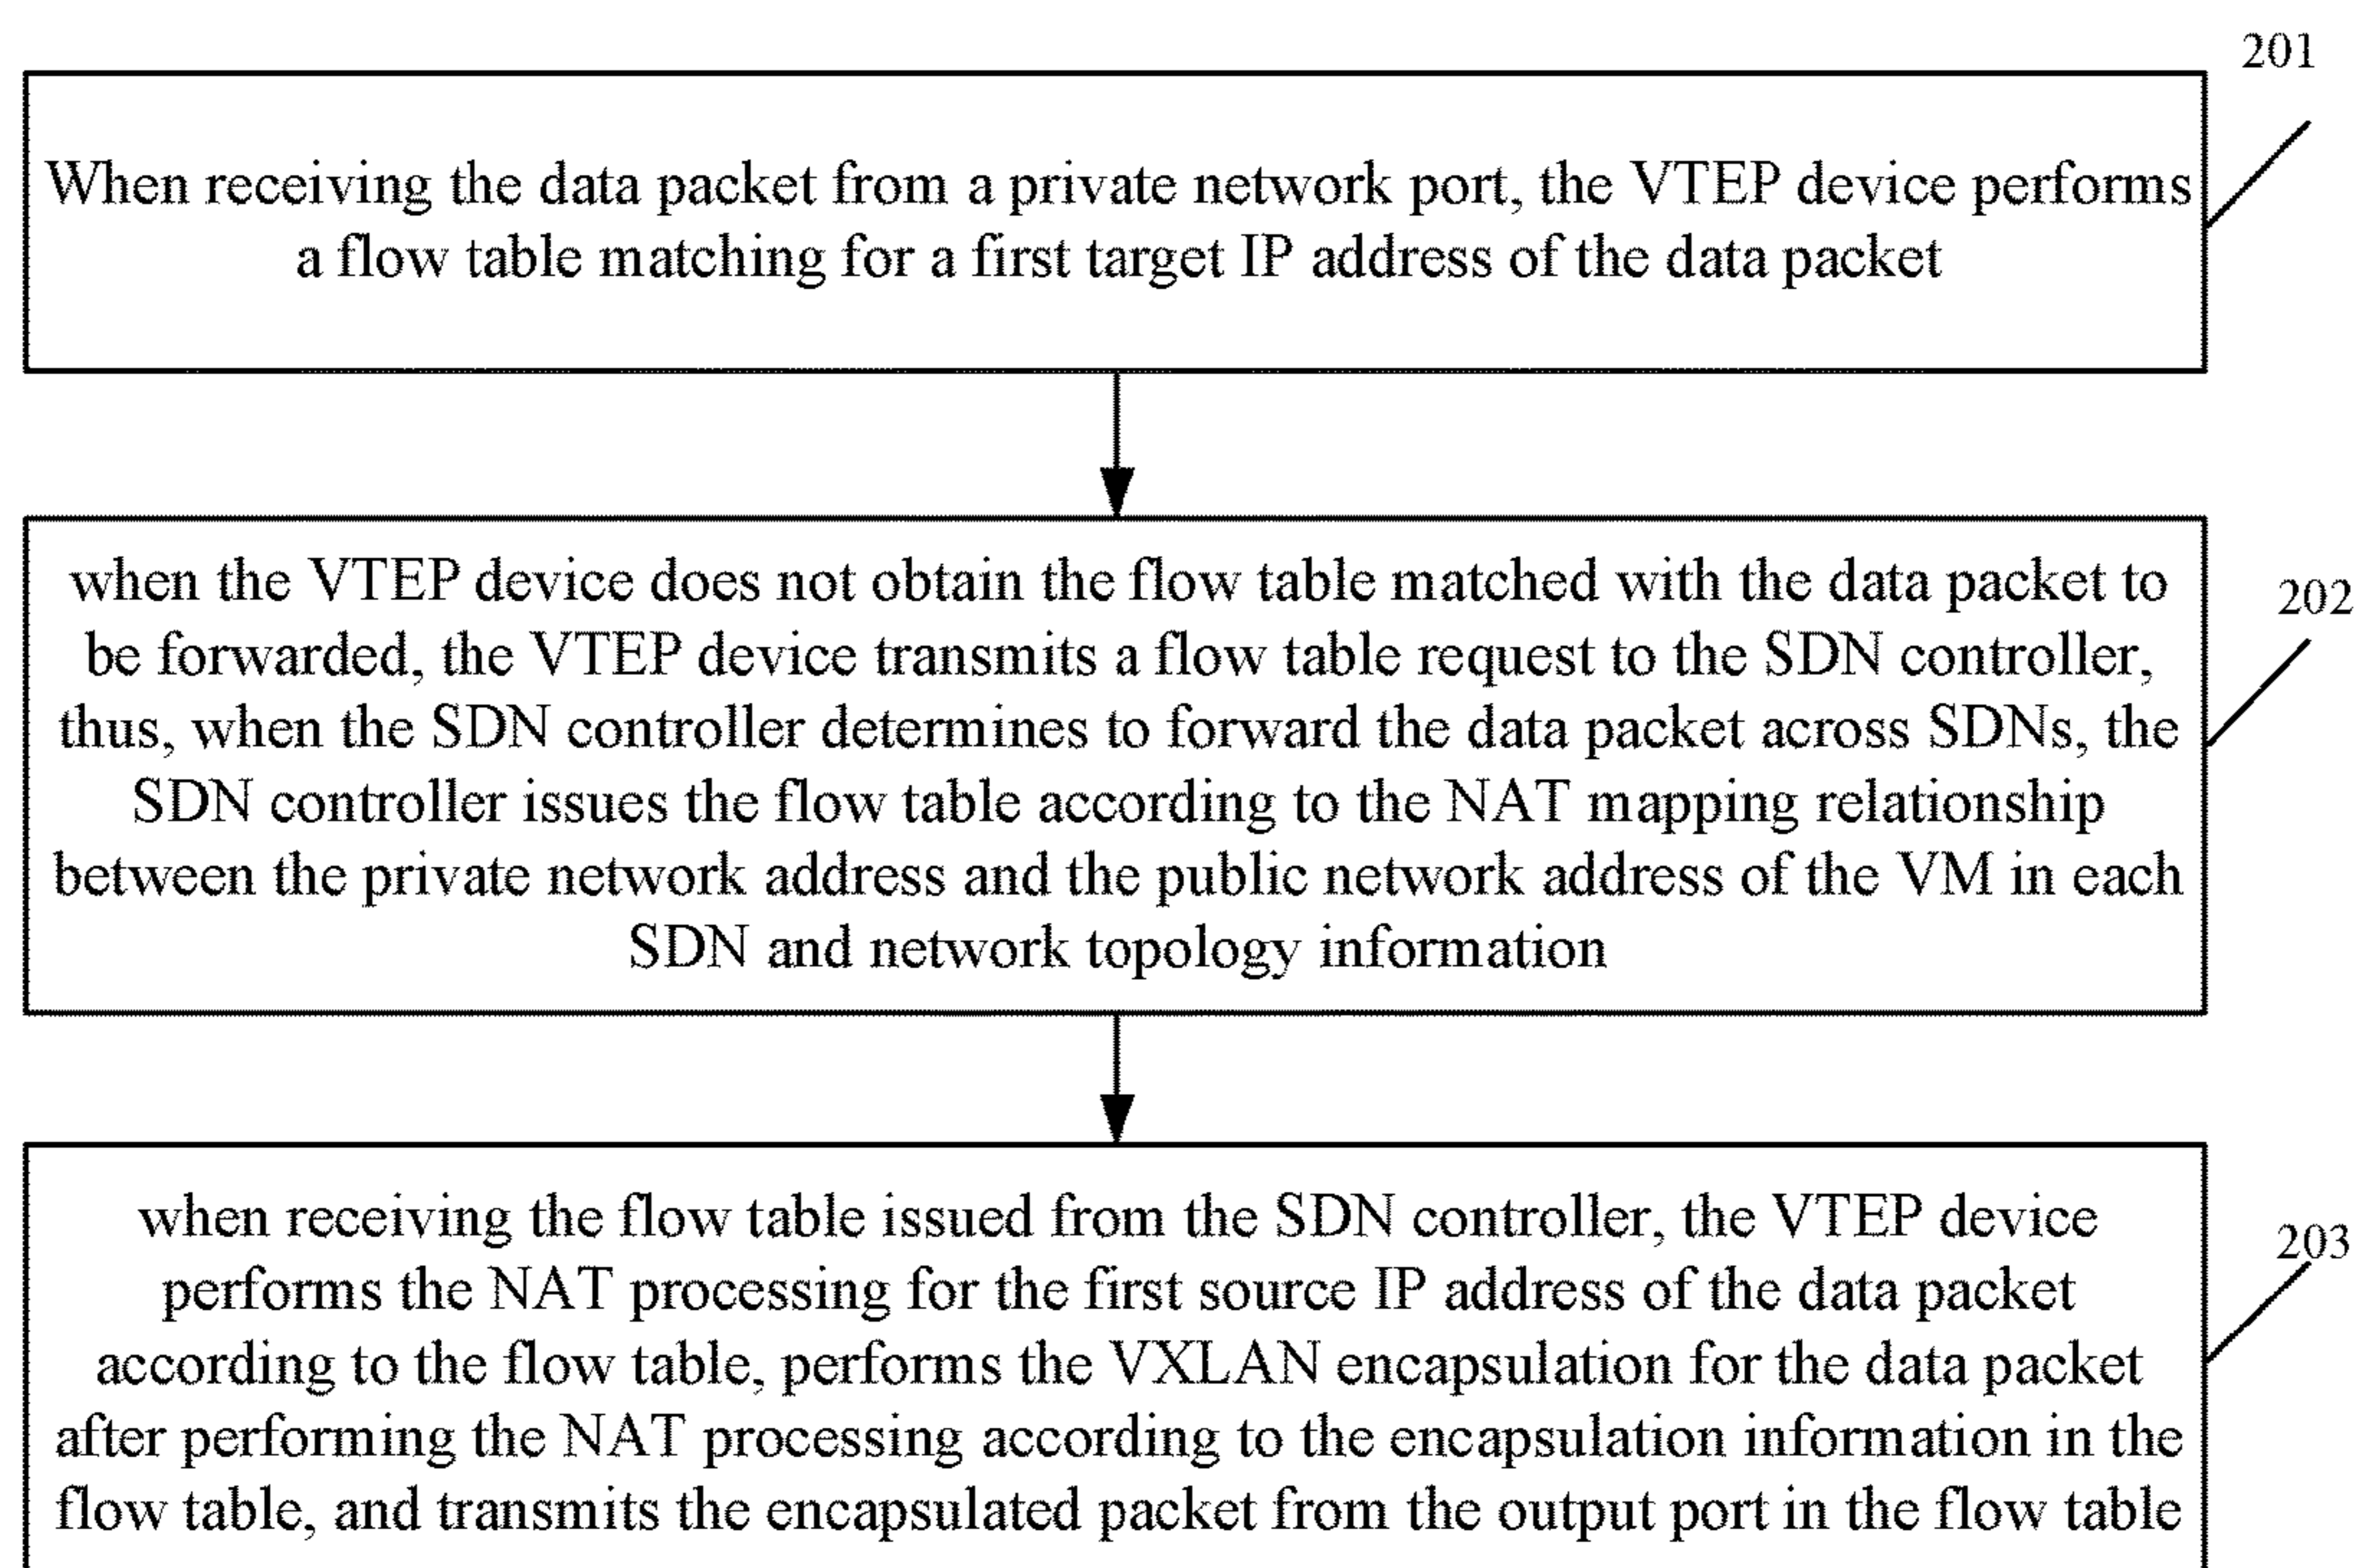 201
When receiving the data packet from a private network port, the VTEP device performs
a flow table matching for a first target IP address of the data packet
when the VTEP device does not obtain the flow table matched with the data packet to
be forwarded, the VTEP device transmits a flow table request to the SDN controller,
thus, when the SDN controller determines to forward the data packet across SDNs, the
SDN controller issues the flow table according to the NAT mapping relationship
between the private network address and the public network address of the VM in each
SDN and network topology information
202
when receiving the flow table issued from the SDN controller, the VTEP device
performs the NAT processing for the first source IP address of the data packet
according to the flow table, performs the VXLAN encapsulation for the data packet
after performing the NAT processing according to the encapsulation information in the
flow table, and transmits the encapsulated packet from the output port in the flow table
203